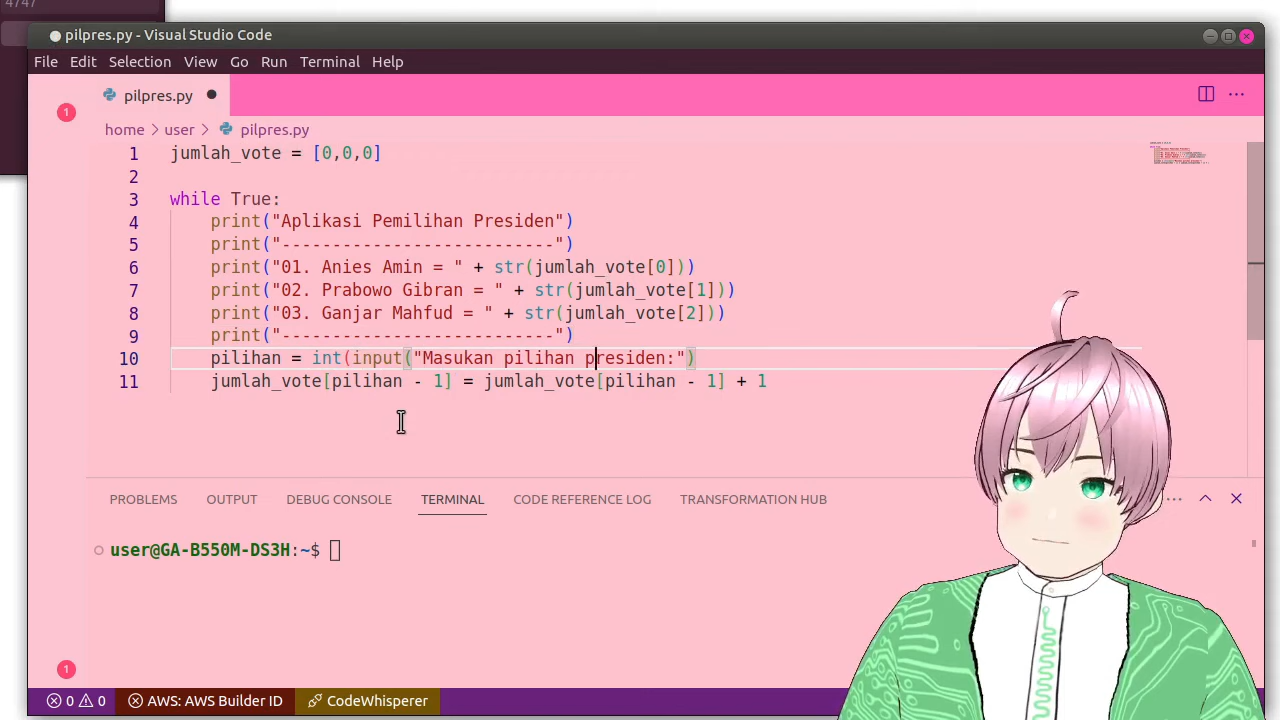 4747
pilpres.py - Visual Studio Code
File Edit Selection View Go Run Terminal Help
pilpres.py
1
home > user > pilpres.py
1 jumlah_vote = [0,0,0]
2
3 while True:
4     print("Aplikasi Pemilihan Presiden")
5     print("---------------------------")
6     print("01. Anies Amin = " + str(jumlah_vote[0]))
7     print("02. Prabowo Gibran = " + str(jumlah_vote[1]))
8     print("03. Ganjar Mahfud = " + str(jumlah_vote[2]))
9     print("---------------------------")
10     pilihan = int(input("Masukan pilihan presiden:")
11     jumlah_vote[pilihan - 1] = jumlah_vote[pilihan - 1] + 1
PROBLEMS OUTPUT DEBUG CONSOLE TERMINAL CODE REFERENCE LOG TRANSFORMATION HUB
user@GA-B550M-DS3H:~$
1
0 0 AWS: AWS Builder ID CodeWhisperer